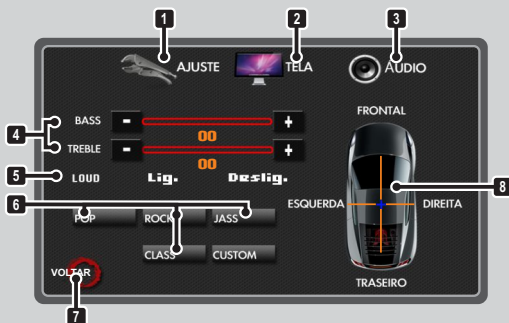 1
2
3
AJUSTE
TELA
ÁUDIO
FRONTAL
4
BASS
-
+
00
TREBLE
-
+
00
5
LOUD
Lig.
Deslig.
6
POP
ROCK
JASS
CLASS
CUSTOM
ESQUERDA
DIREITA
8
TRASEIRO
VOLTAR
7